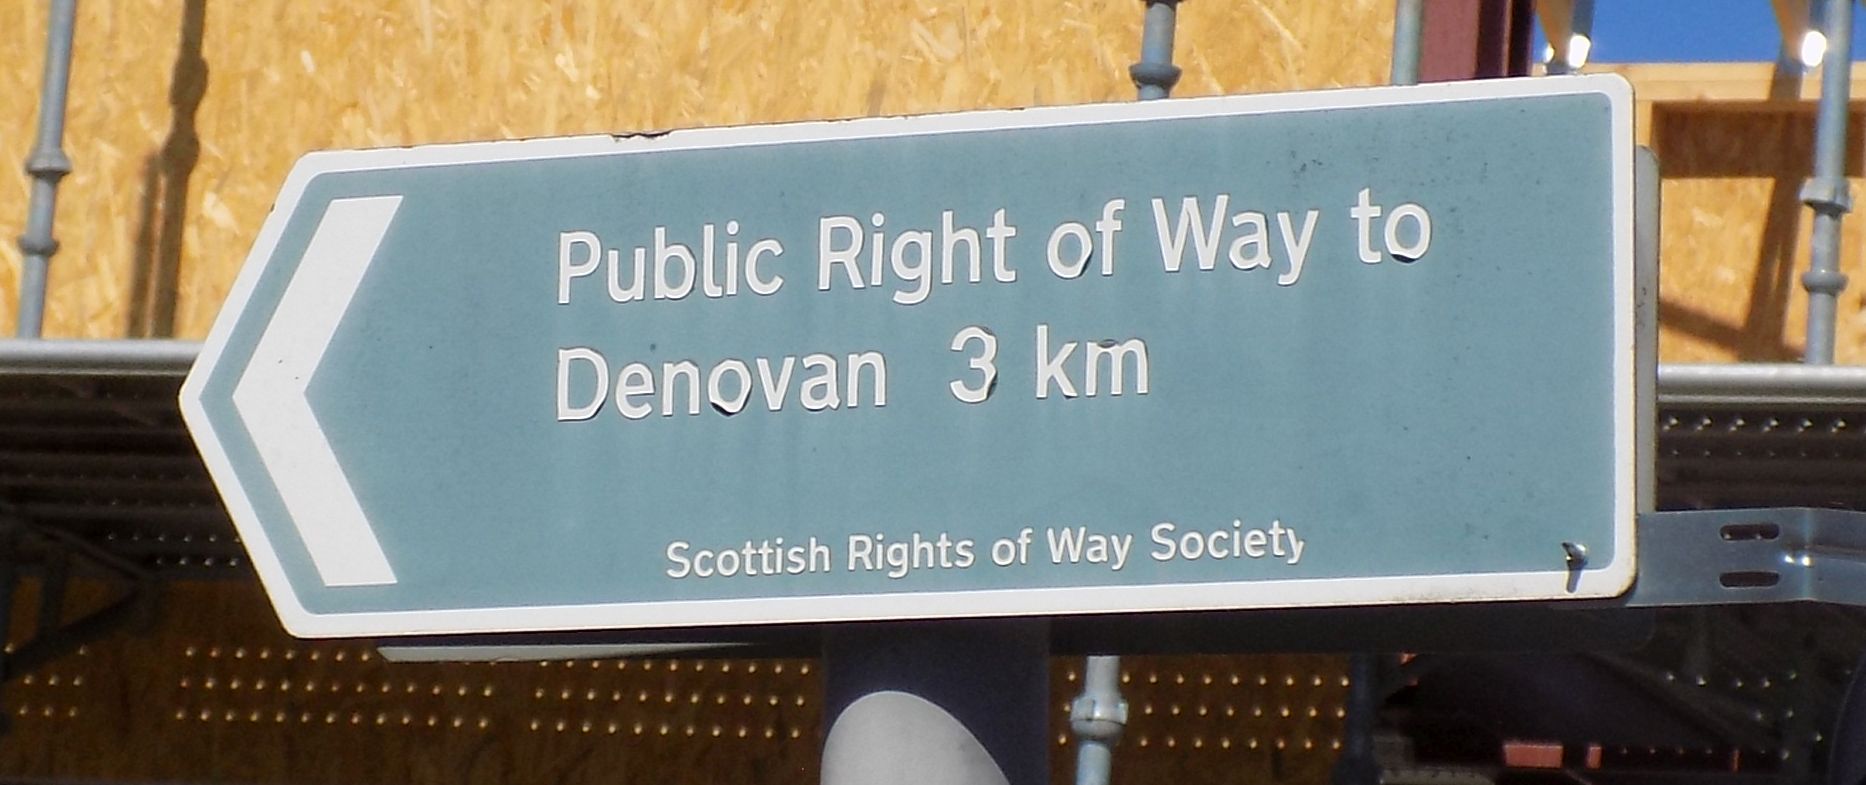 Public Right of Way to
Denovan 3 km
Scottish Rights of Way Society